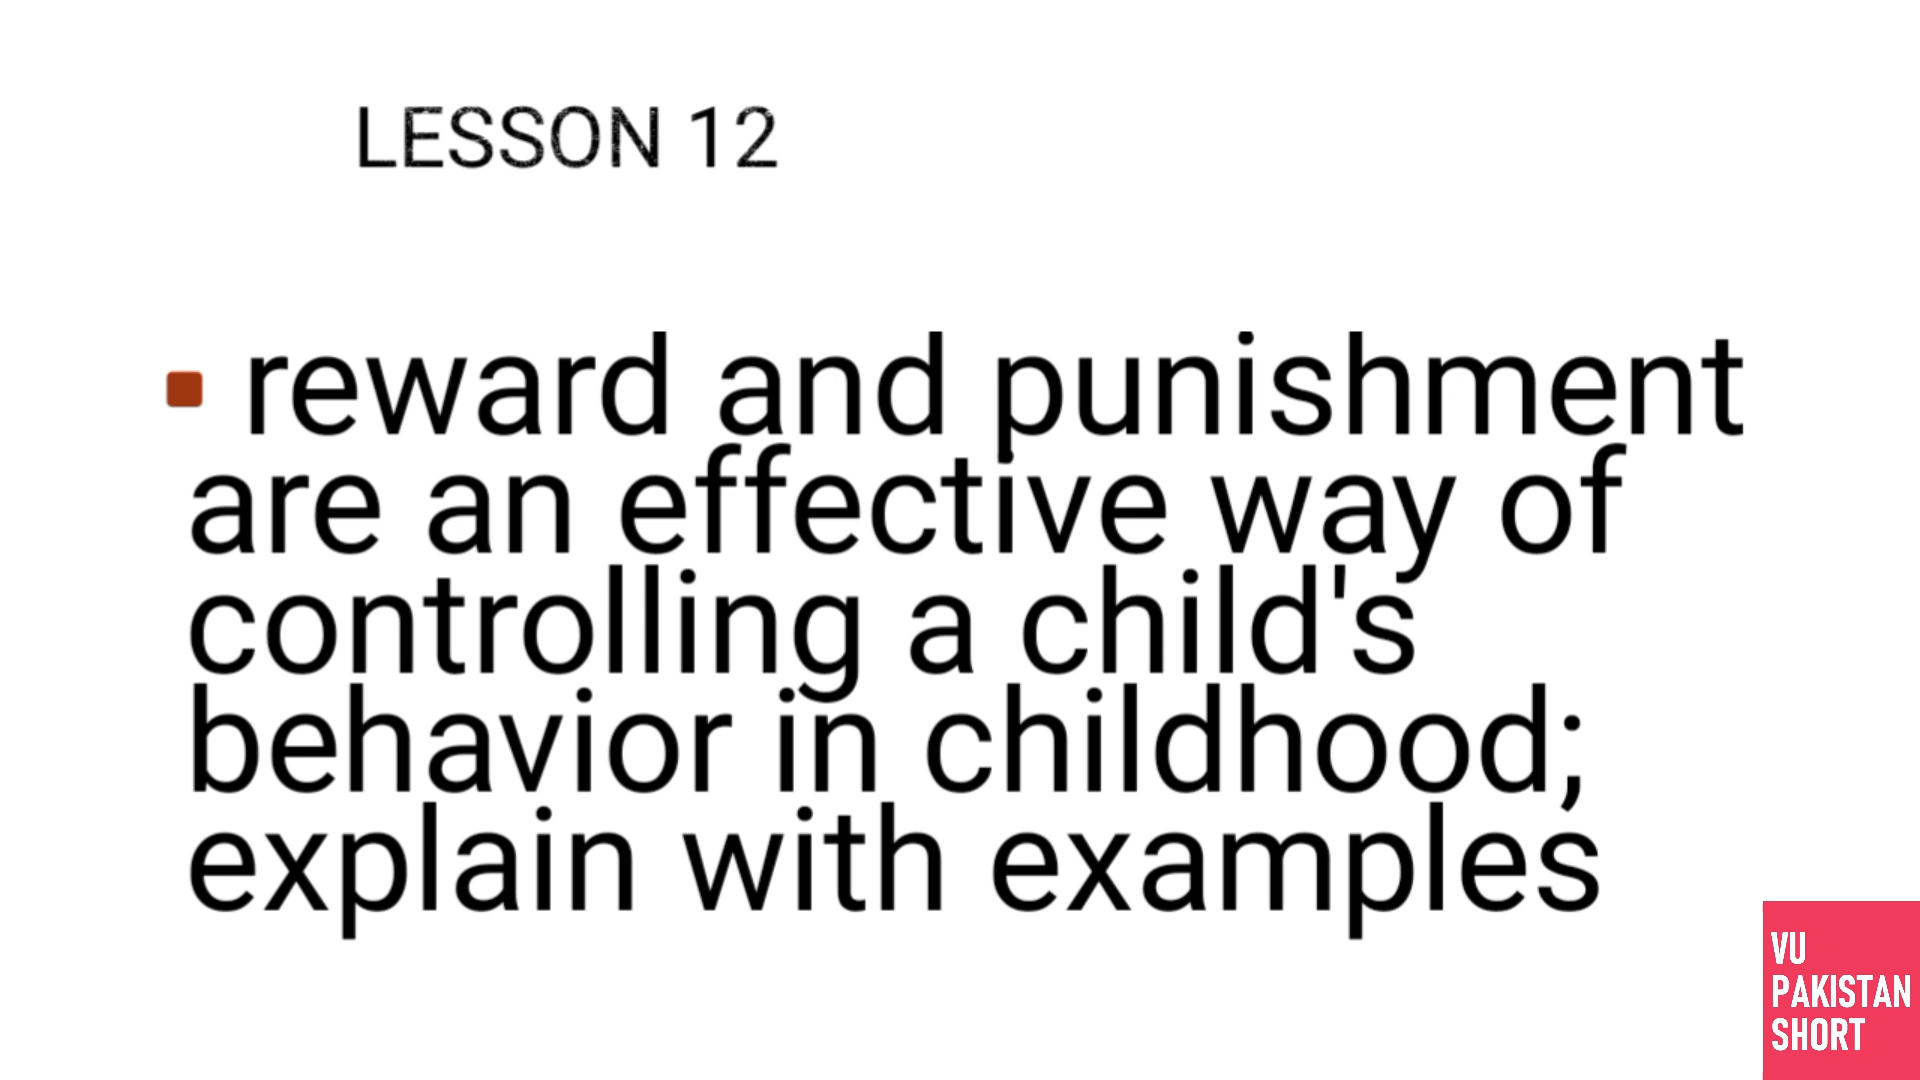 LESSON 12
reward and punishment
are an effective way of
controlling a child's
behavior in childhood;
explain with examples
VU
PAKISTAN
SHORT